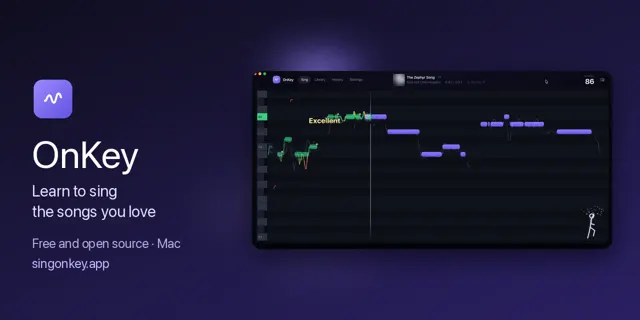 OnKey
Learn to sing
the songs you love
Free and open source · Mac
singonkey.app
OnKey
Sing
Library
History
Settings
The Zephyr Song
86
Excellent